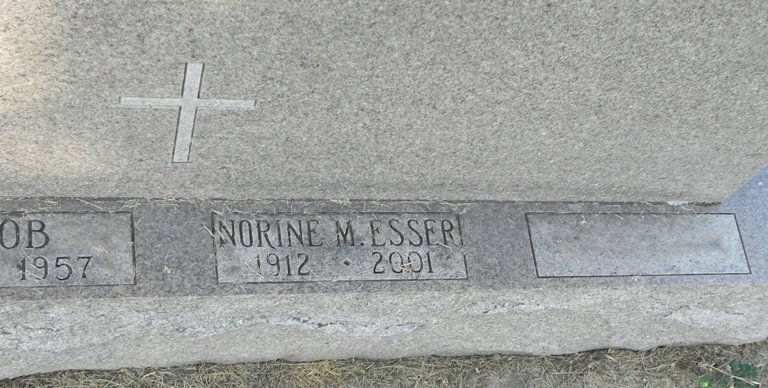 OB
1957
NORINE M. ESSER
1912 • 2001